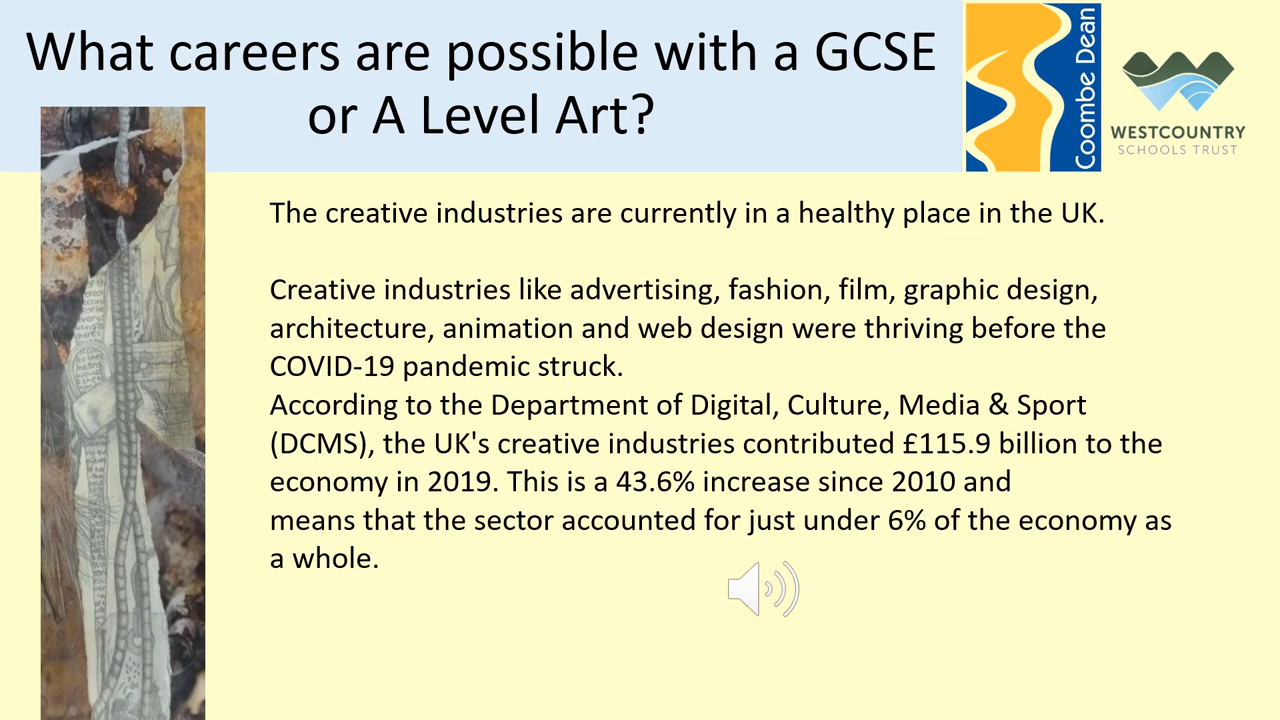 What careers are possible with a GCSE
or A Level Art?
Coombe Dean
WESTCOUNTRY
SCHOOLS TRUST
The creative industries are currently in a healthy place in the UK.
Creative industries like advertising, fashion, film, graphic design,
architecture, animation and web design were thriving before the
COVID-19 pandemic struck.
According to the Department of Digital, Culture, Media & Sport
(DCMS), the UK's creative industries contributed £115.9 billion to the
economy in 2019. This is a 43.6% increase since 2010 and
means that the sector accounted for just under 6% of the economy as
a whole.